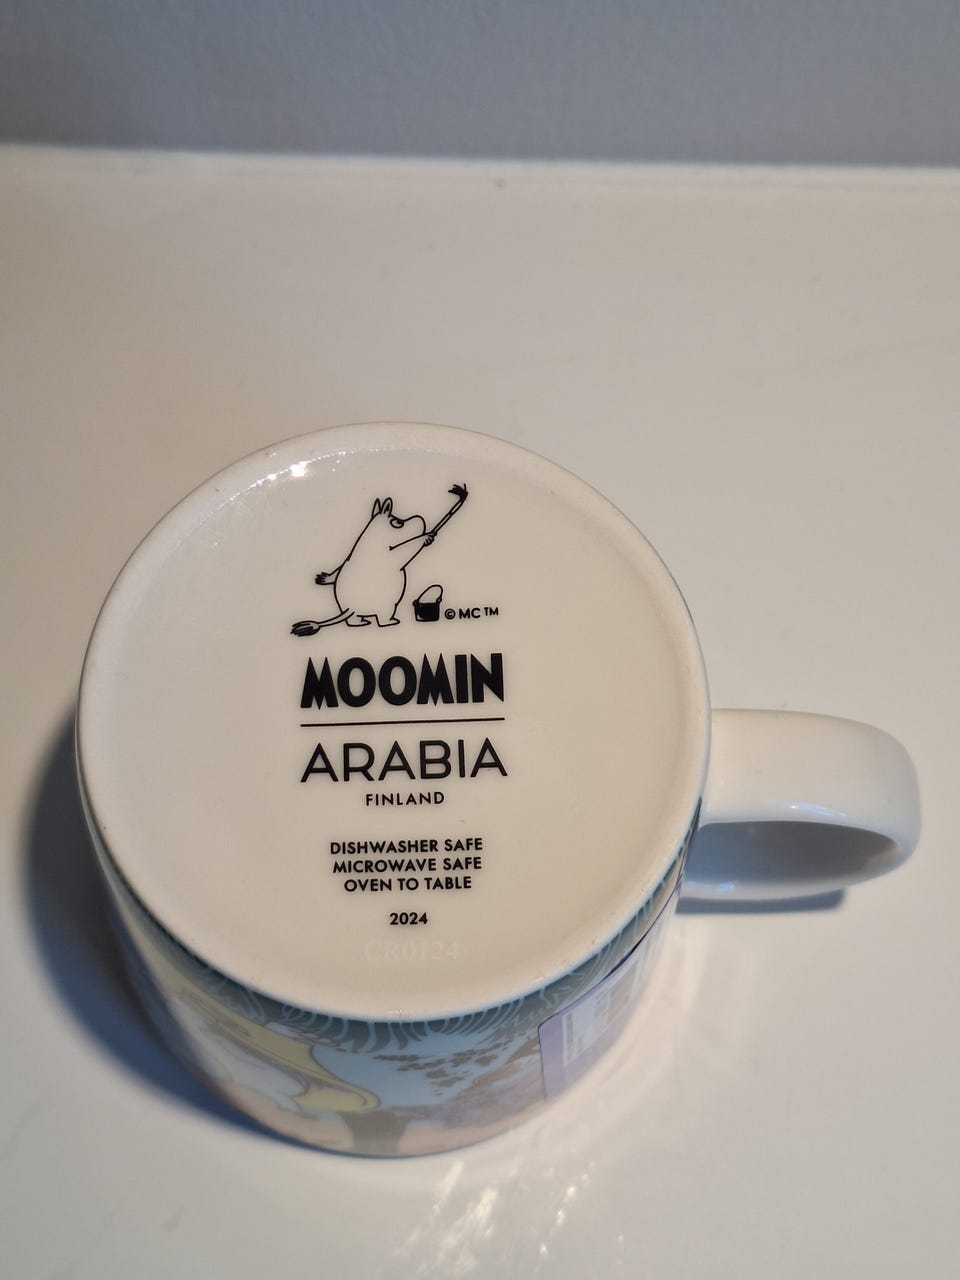 © MC ™
MOOMIN
ARABIA
FINLAND
DISHWASHER SAFE
MICROWAVE SAFE
OVEN TO TABLE
2024
CR0124